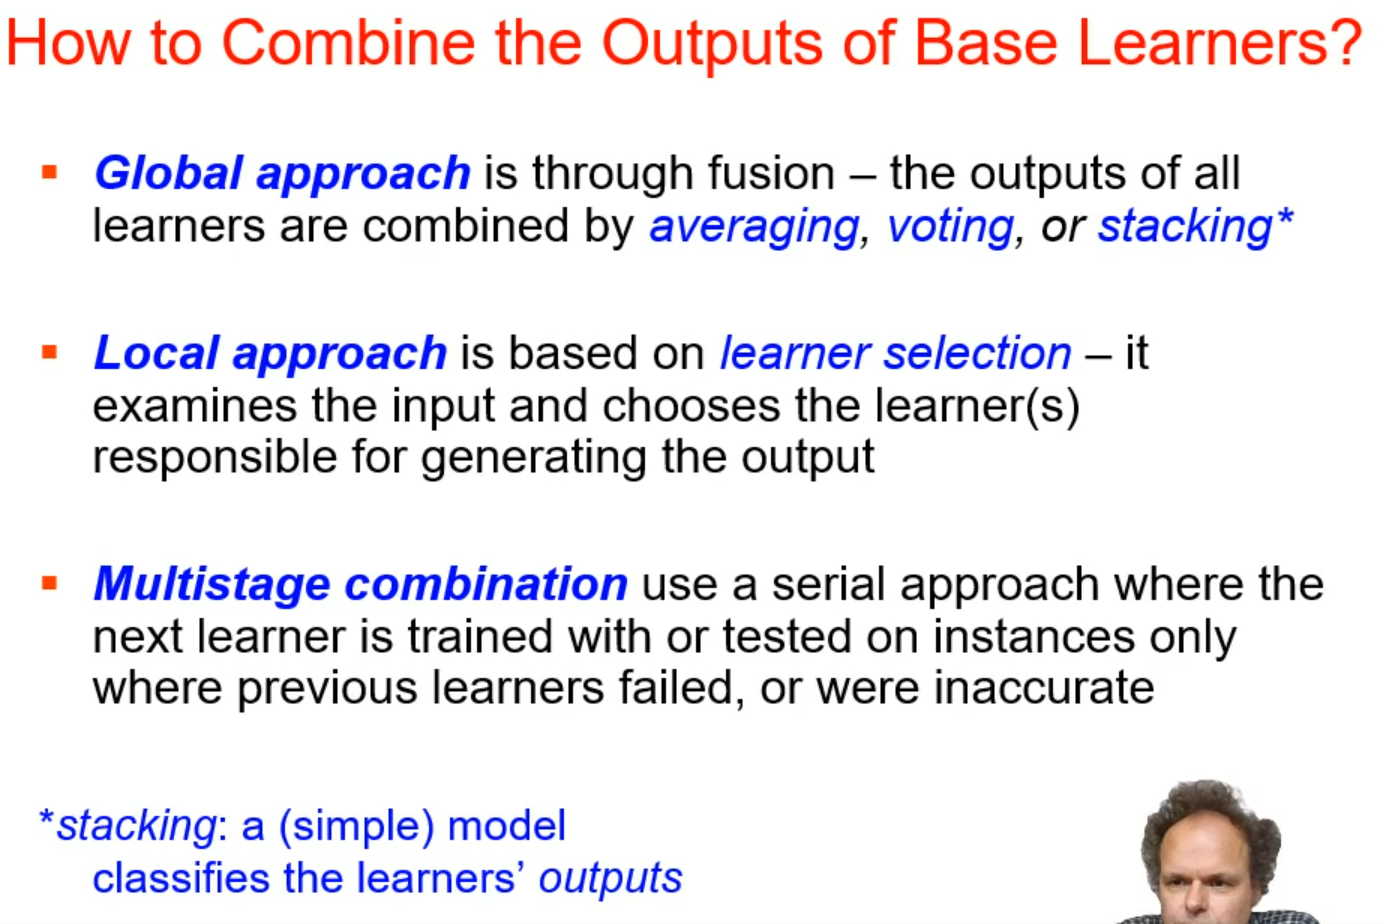 How to Combine the Outputs of Base Learners?
Global approach is through fusion – the outputs of all
learners are combined by averaging, voting, or stacking*
Local approach is based on learner selection – it
examines the input and chooses the learner(s)
responsible for generating the output
Multistage combination use a serial approach where the
next learner is trained with or tested on instances only
where previous learners failed, or were inaccurate
*stacking: a (simple) model
classifies the learners’ outputs